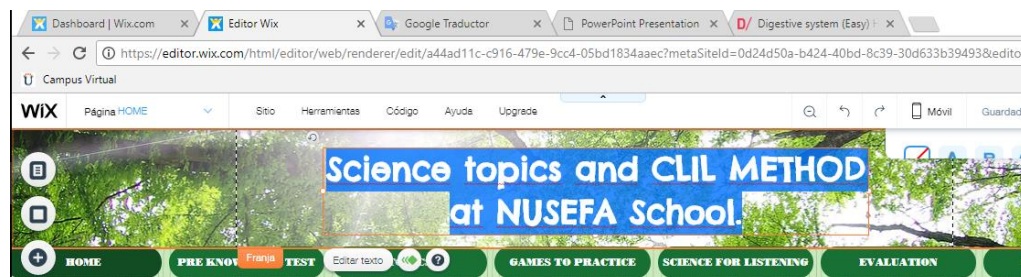 Dashboard | Wix.com
Editor Wix
Google Traductor
PowerPoint Presentation
Digestive system (Easy)
https://editor.wix.com/html/editor/web/renderer/edit/a44ad11c-c916-479e-9cc4-05bd1834aaec?metaSiteId=0d24d50a-b424-40bd-8c39-30d633b39493&edito
Campus Virtual
WiX Página HOME Sitio Herramientas Código Ayuda Upgrade Móvil Guardad
Science topics and CLIL METHOD
at NUSEFA School.
HOME PRE KNOW Franja TEST Editar texto GAMES TO PRACTICE SCIENCE FOR LISTENING EVALUATION